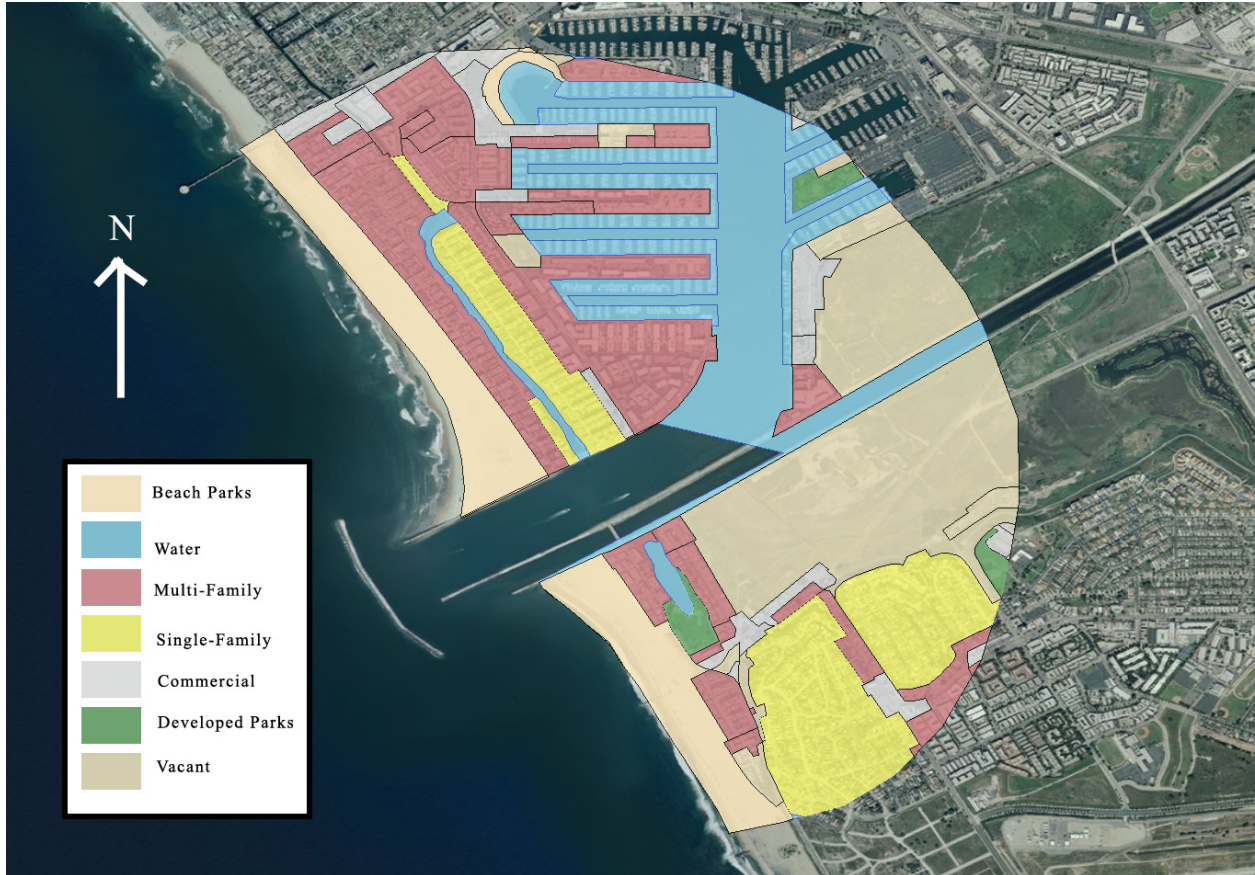 N
Beach Parks
Water
Multi-Family
Single-Family
Commercial
Developed Parks
Vacant